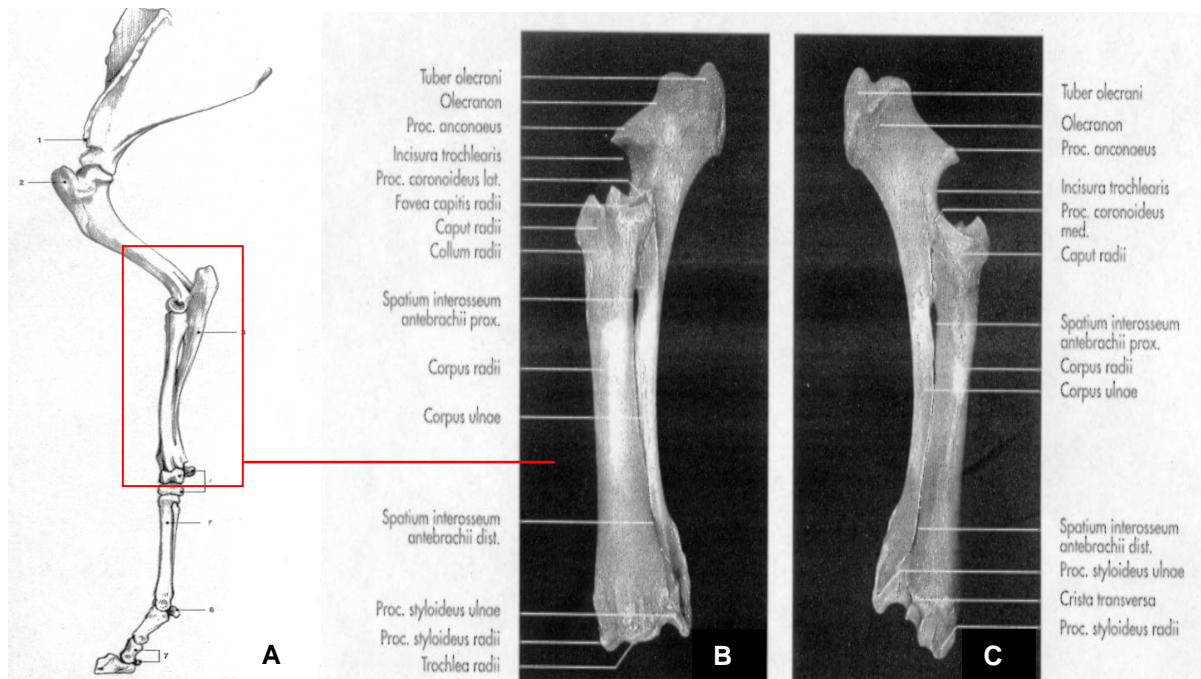 1
2
3
6
7
A
Tuber olecrani
Olecranon
Proc. anconaeus
Incisura trochlearis
Proc. coronoideus lat.
Fovea capitis radii
Caput radii
Collum radii
Spatium interosseum
antebrachii prox.
Corpus radii
Corpus ulnae
Spatium interosseum
antebrachii dist.
Proc. styloideus ulnae
Proc. styloideus radii
Trochlea radii
B
C
Tuber olecrani
Olecranon
Proc. anconaeus
Incisura trochlearis
Proc. coronoideus
med.
Caput radii
Spatium interosseum
antebrachii prox.
Corpus radii
Corpus ulnae
Spatium interosseum
antebrachii dist.
Proc. styloideus ulnae
Crista transversa
Proc. styloideus radii